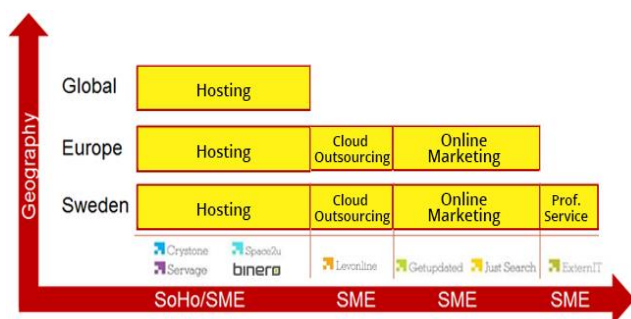 Geography
Global
Hosting
Europe
Hosting
Cloud
Outsourcing
Online
Marketing
Sweden
Hosting
Cloud
Outsourcing
Online
Marketing
Prof.
Service
Crystone
Space2u
Servage
binero
Levonline
Getupdated
Just Search
ExternIT
SoHo/SME
SME
SME
SME